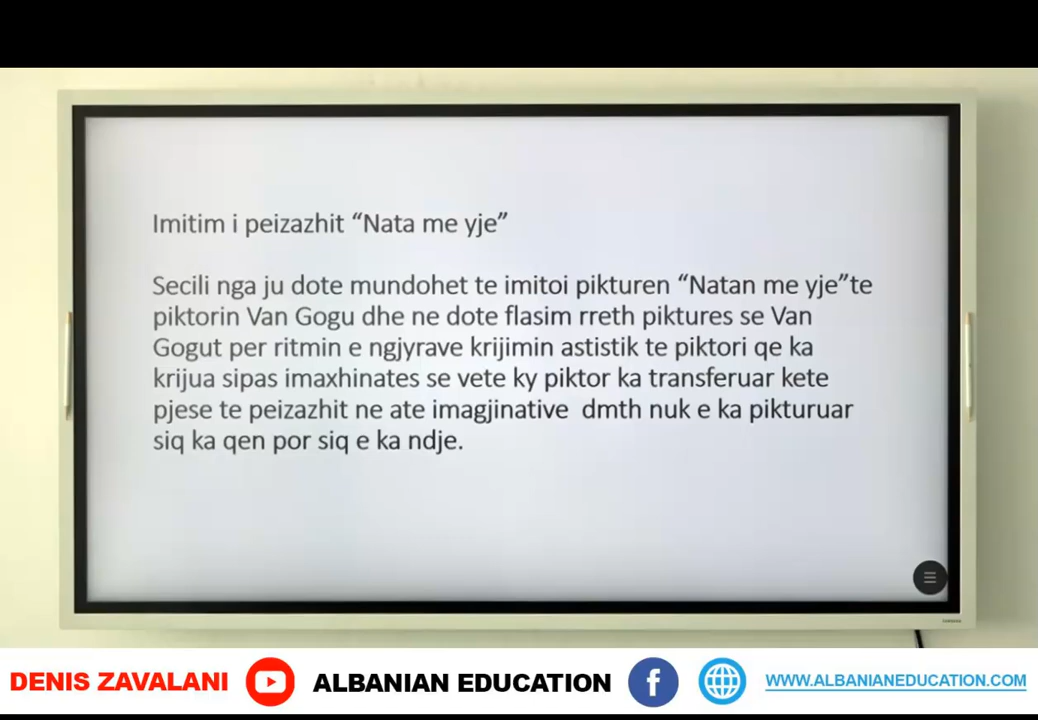 Imitim i peizazhit “Nata me yje”
Secili nga ju dote mundohet te imitoi pikturen “Natan me yje”te
piktorin Van Gogu dhe ne dote flasim rreth piktures se Van
Gogut per ritmin e ngjyrave krijimin astistik te piktori qe ka
krijua sipas imaxhinates se vete ky piktor ka transferuar kete
pjese te peizazhit ne ate imagjinative dmth nuk e ka pikturuar
siq ka qen por siq e ka ndje.
DENIS ZAVALANI ALBANIAN EDUCATION WWW.ALBANIANEDUCATION.COM